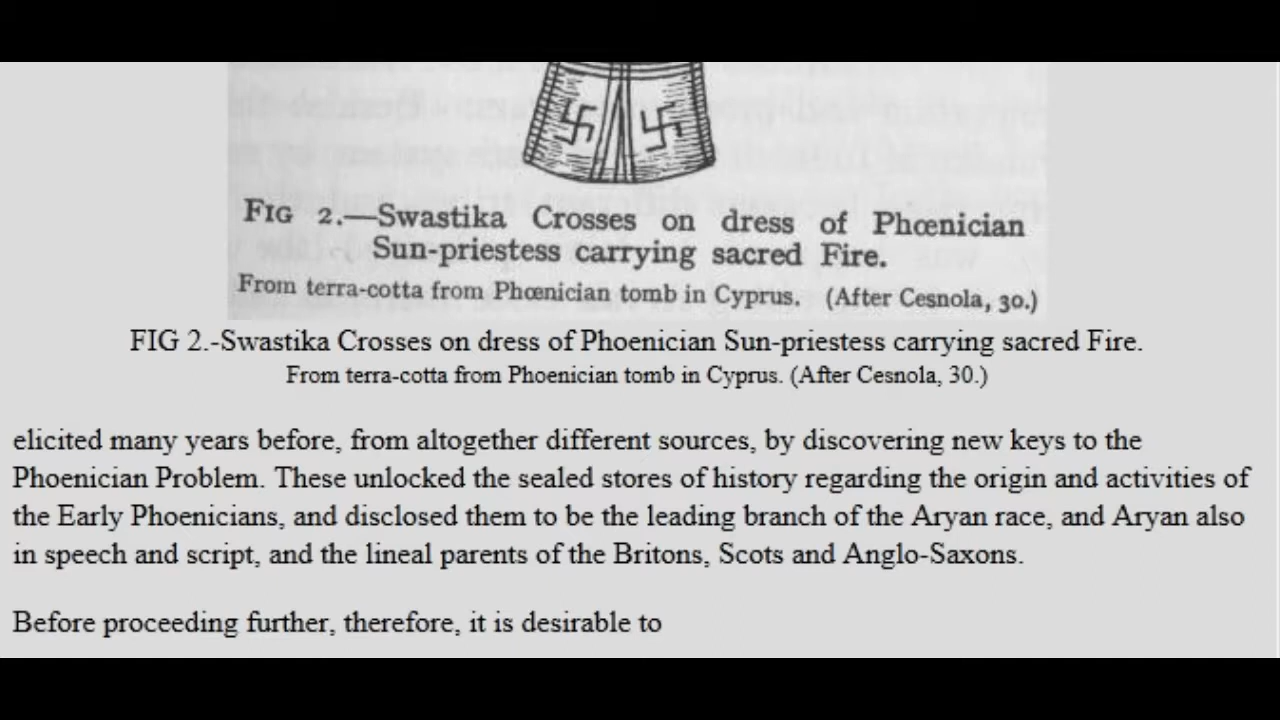 FIG 2.—Swastika Crosses on dress of Phœnician
Sun-priestess carrying sacred Fire.
From terra-cotta from Phœnician tomb in Cyprus. (After Cesnola, 30.)
FIG 2.-Swastika Crosses on dress of Phoenician Sun-priestess carrying sacred Fire.
From terra-cotta from Phoenician tomb in Cyprus. (After Cesnola, 30.)
elicited many years before, from altogether different sources, by discovering new keys to the
Phoenician Problem. These unlocked the sealed stores of history regarding the origin and activities of
the Early Phoenicians, and disclosed them to be the leading branch of the Aryan race, and Aryan also
in speech and script, and the lineal parents of the Britons, Scots and Anglo-Saxons.
Before proceeding further, therefore, it is desirable to